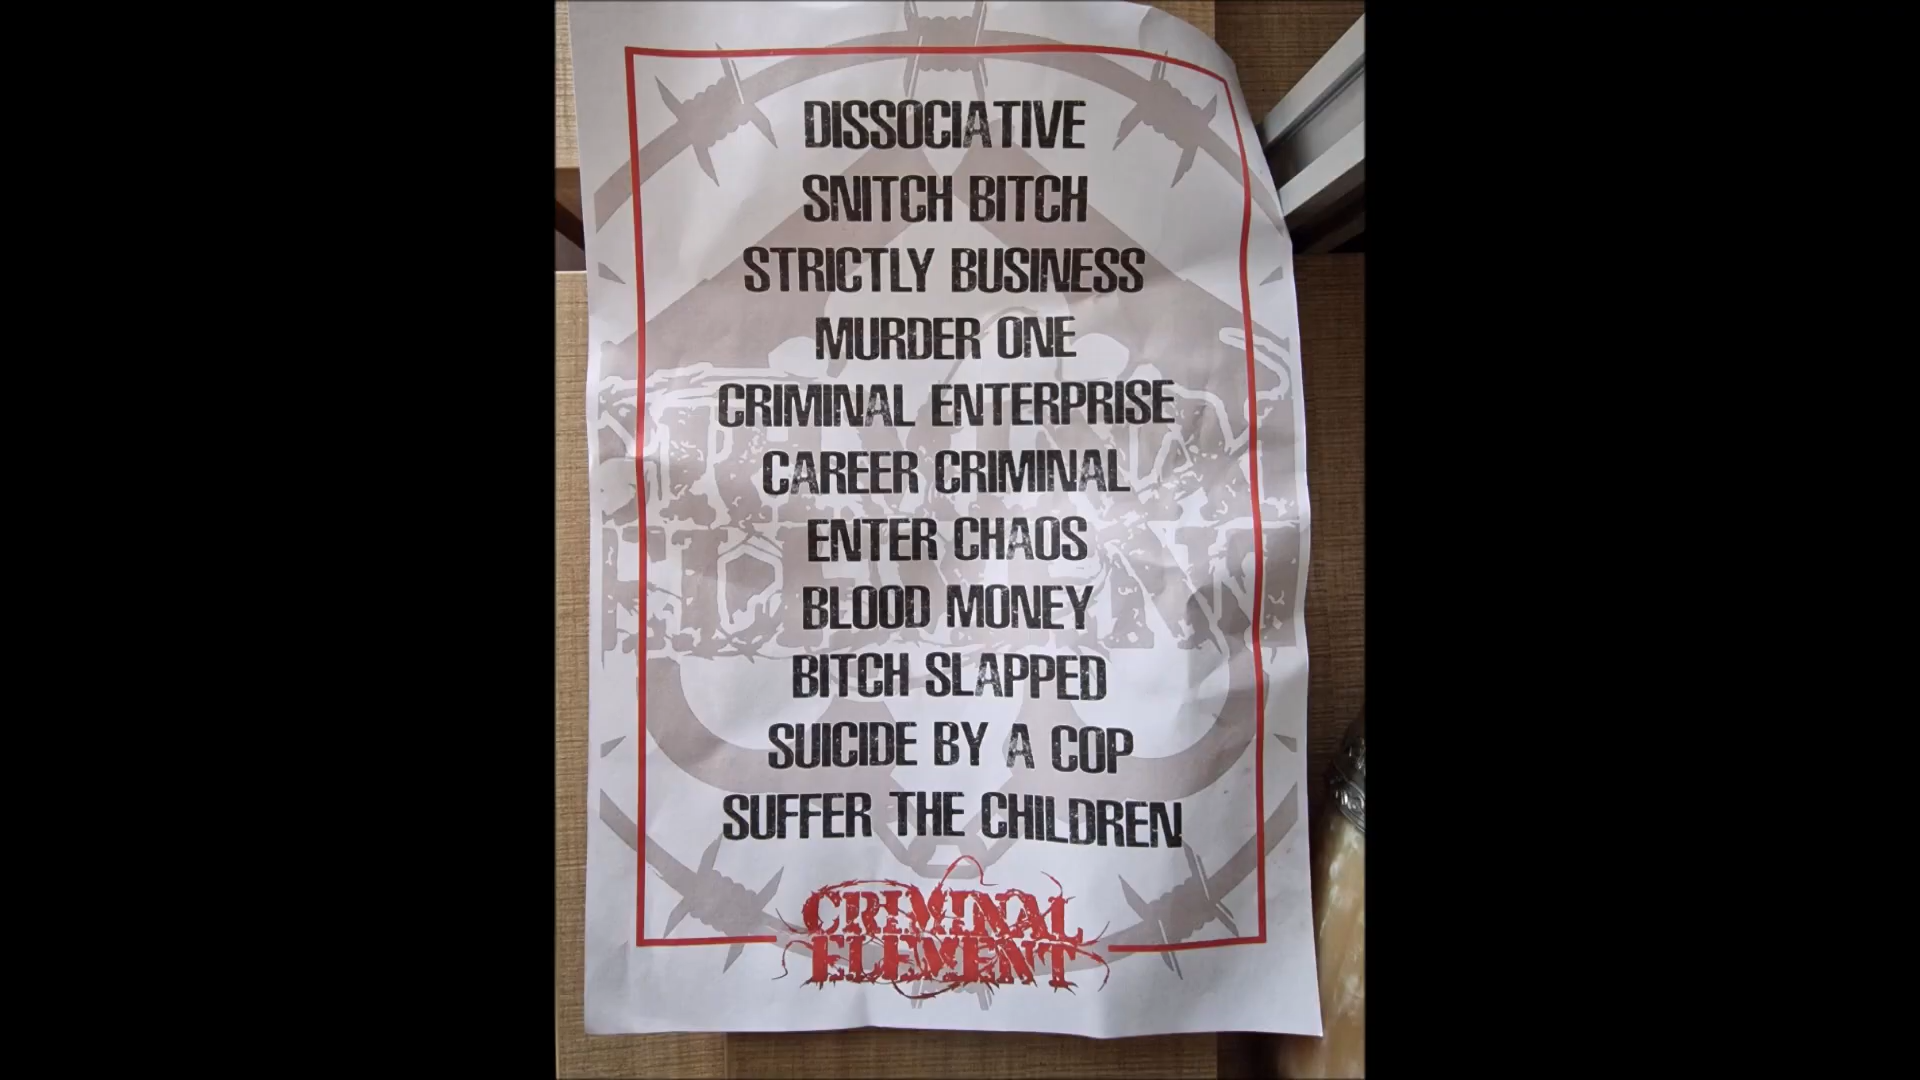 DISSOCIATIVE
SNITCH BITCH
STRICTLY BUSINESS
MURDER ONE
CRIMINAL ENTERPRISE
CAREER CRIMINAL
ENTER CHAOS
BLOOD MONEY
BITCH SLAPPED
SUICIDE BY A COP
SUFFER THE CHILDREN
CRIMINAL
ELEMENT